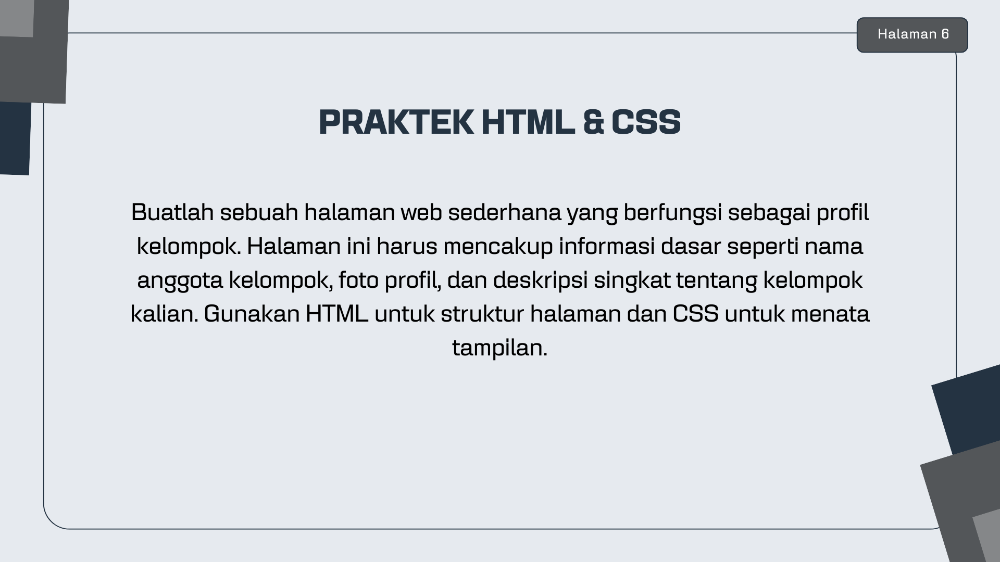 Halaman 6
PRAKTEK HTML & CSS
Buatlah sebuah halaman web sederhana yang berfungsi sebagai profil
kelompok. Halaman ini harus mencakup informasi dasar seperti nama
anggota kelompok, foto profil, dan deskripsi singkat tentang kelompok
kalian. Gunakan HTML untuk struktur halaman dan CSS untuk menata
tampilan.